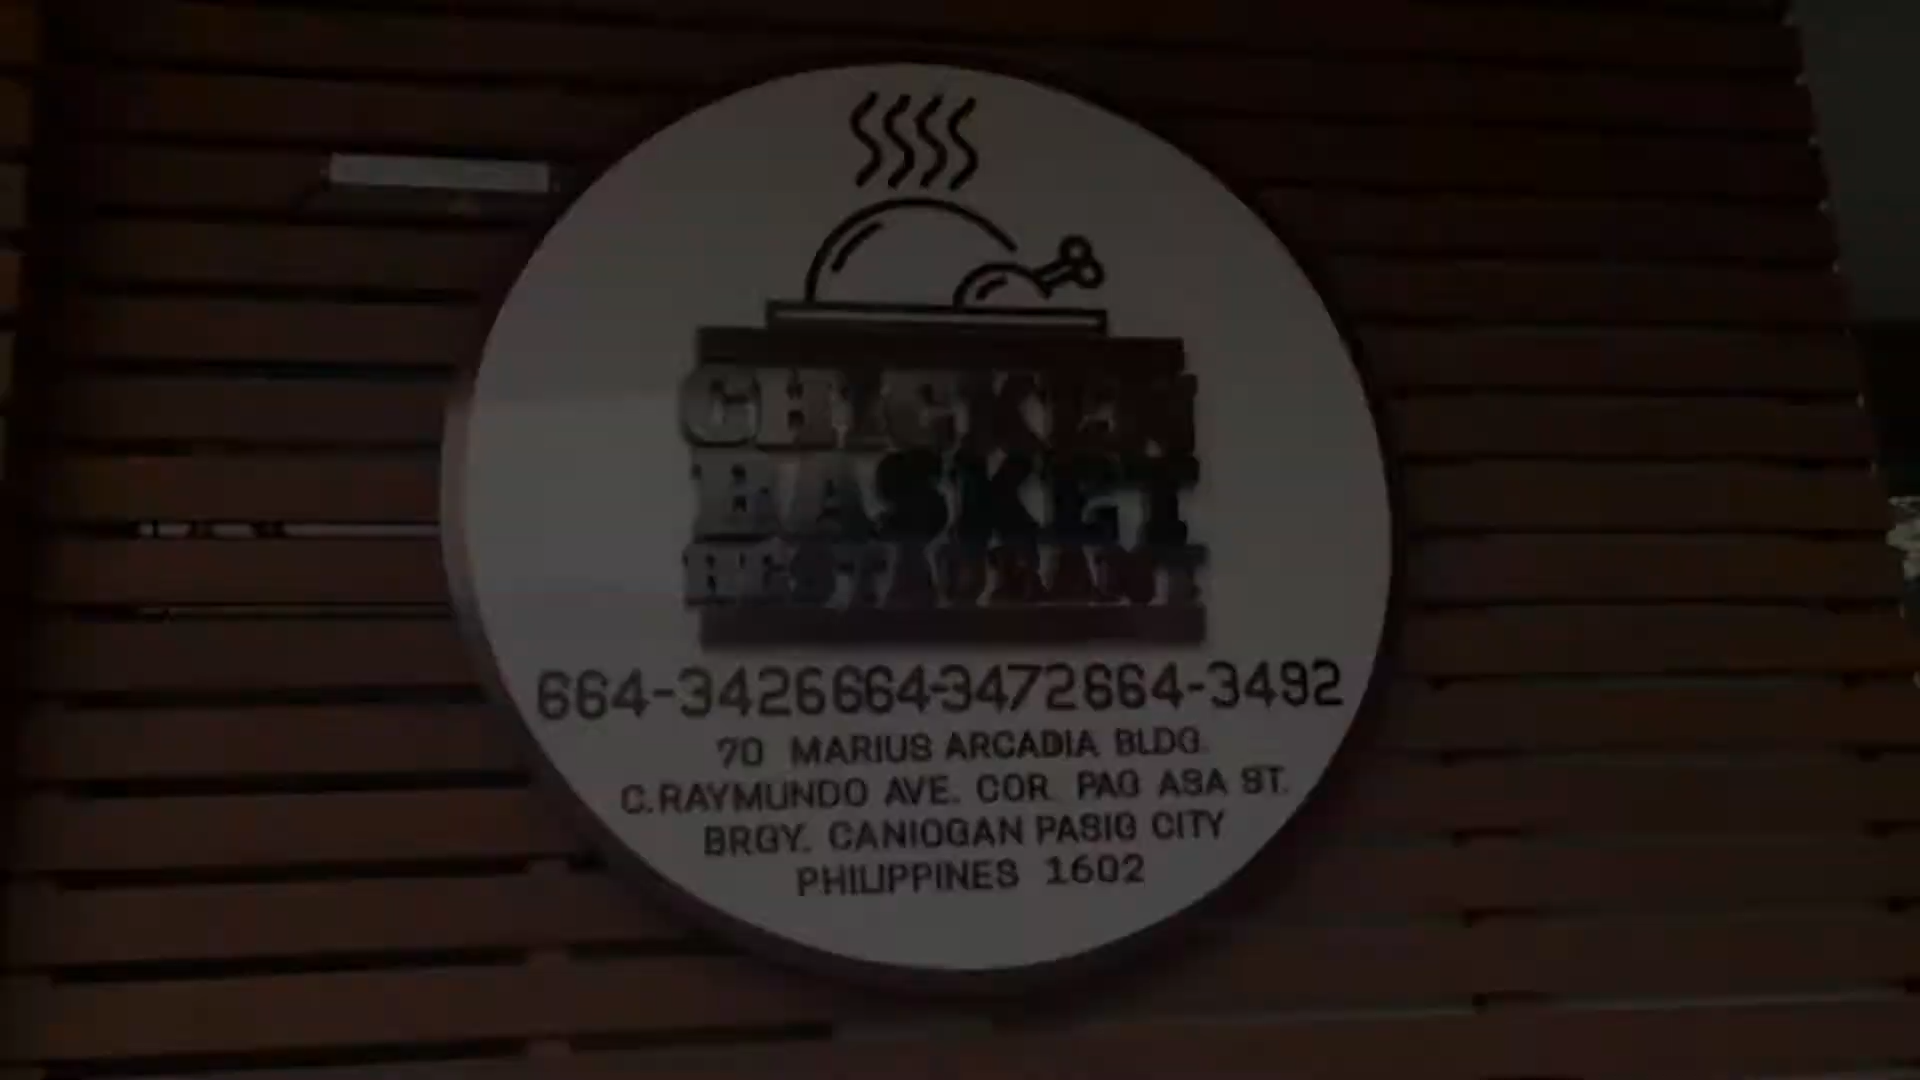 CHICKEN
BASKET
RESTAURANT
664-3426 664-3472 664-3492
70 MARIUS ARCADIA BLDG.
C.RAYMUNDO AVE. COR. PAG ASA ST.
BRGY. CANIOGAN PASIG CITY
PHILIPPINES 1602